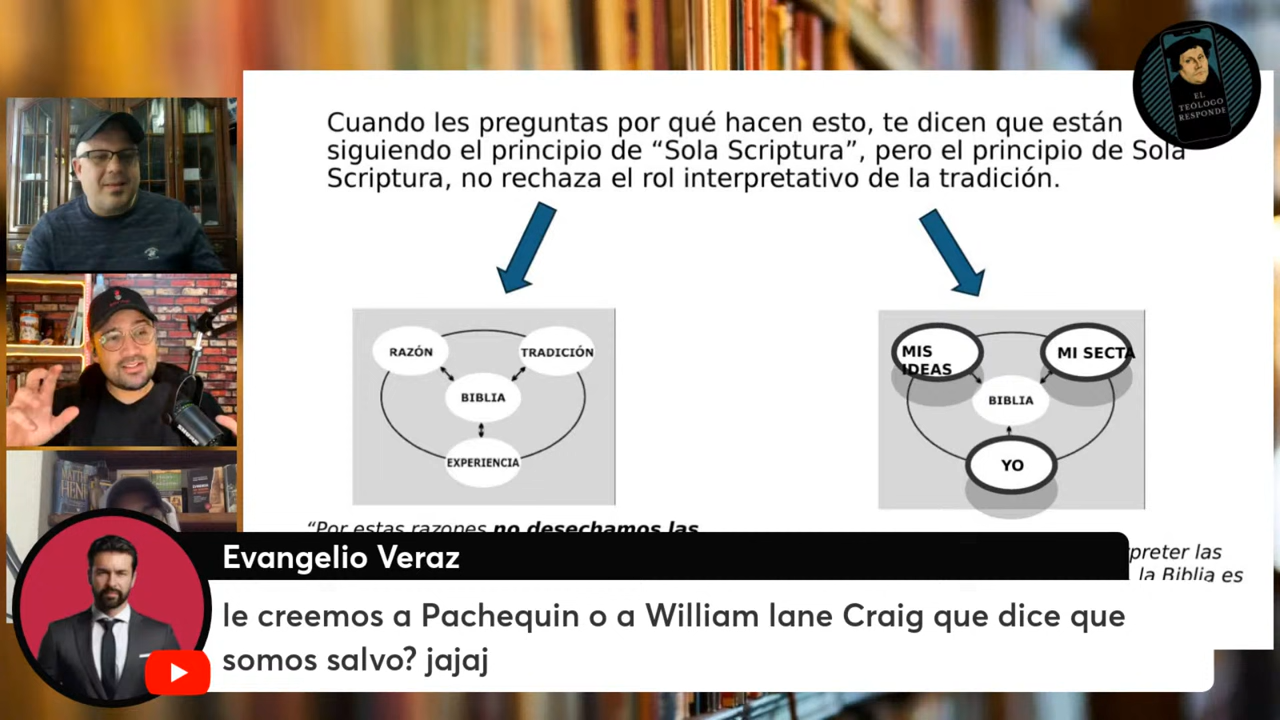 Cuando les preguntas por qué hacen esto, te dicen que están
siguiendo el principio de “Sola Scriptura”, pero el principio de Sola
Scriptura, no rechaza el rol interpretativo de la tradición.
EL
TEÓLOGO
RESPONDE
RAZÓN
TRADICIÓN
BIBLIA
EXPERIENCIA
MIS
IDEAS
MI SECTA
BIBLIA
YO
“Por estas razones no desechamos las
rpreter las
la Biblia es
Evangelio Veraz
le creemos a Pachequin o a William lane Craig que dice que
somos salvo? jajaj